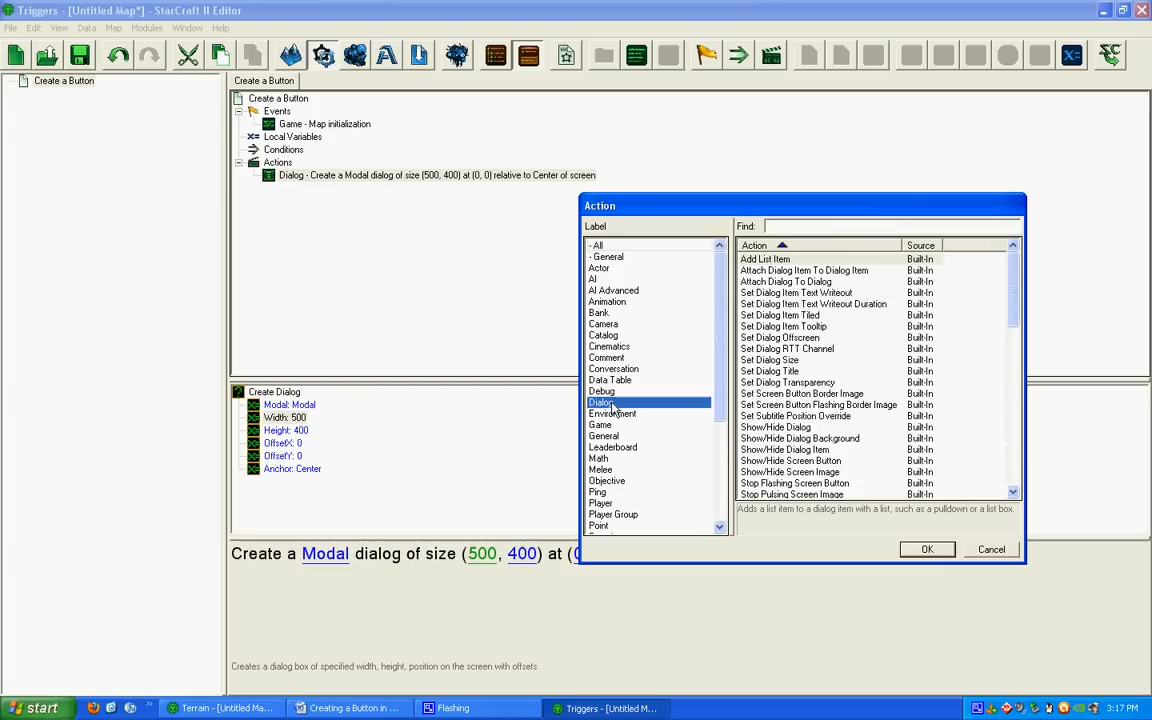 Triggers - [Untitled Map*] - StarCraft II Editor
File Edit View Data Map Modules Window Help
Create a Button
Create a Button
Create a Button
Events
Game - Map initialization
Local Variables
Conditions
Actions
Dialog - Create a Modal dialog of size (500, 400) at (0, 0) relative to Center of screen
Create Dialog
Modal: Modal
Width: 500
Height: 400
OffsetX: 0
OffsetY: 0
Anchor: Center
Create a Modal dialog of size (500, 400) at (
Creates a dialog box of specified width, height, position on the screen with offsets
Action
Label
- All
- General
Actor
AI
AI Advanced
Animation
Bank
Camera
Catalog
Cinematics
Comment
Conversation
Data Table
Debug
Dialog
Environment
Game
General
Leaderboard
Math
Melee
Objective
Ping
Player
Player Group
Point
Find:
Action Source
Add List Item Built-In
Attach Dialog Item To Dialog Item Built-In
Attach Dialog To Dialog Built-In
Set Dialog Item Text Writeout Built-In
Set Dialog Item Text Writeout Duration Built-In
Set Dialog Item Tiled Built-In
Set Dialog Item Tooltip Built-In
Set Dialog Offscreen Built-In
Set Dialog RTT Channel Built-In
Set Dialog Size Built-In
Set Dialog Title Built-In
Set Dialog Transparency Built-In
Set Screen Button Border Image Built-In
Set Screen Button Flashing Border Image Built-In
Set Subtitle Position Override Built-In
Show/Hide Dialog Built-In
Show/Hide Dialog Background Built-In
Show/Hide Dialog Item Built-In
Show/Hide Screen Button Built-In
Show/Hide Screen Image Built-In
Stop Flashing Screen Button Built-In
Stop Pulsing Screen Image Built-In
Adds a list item to a dialog item with a list, such as a pulldown or a list box.
OK Cancel
start
Terrain - [Untitled Ma...
Creating a Button in ...
Flashing
Triggers - [Untitled M...
3:17 PM